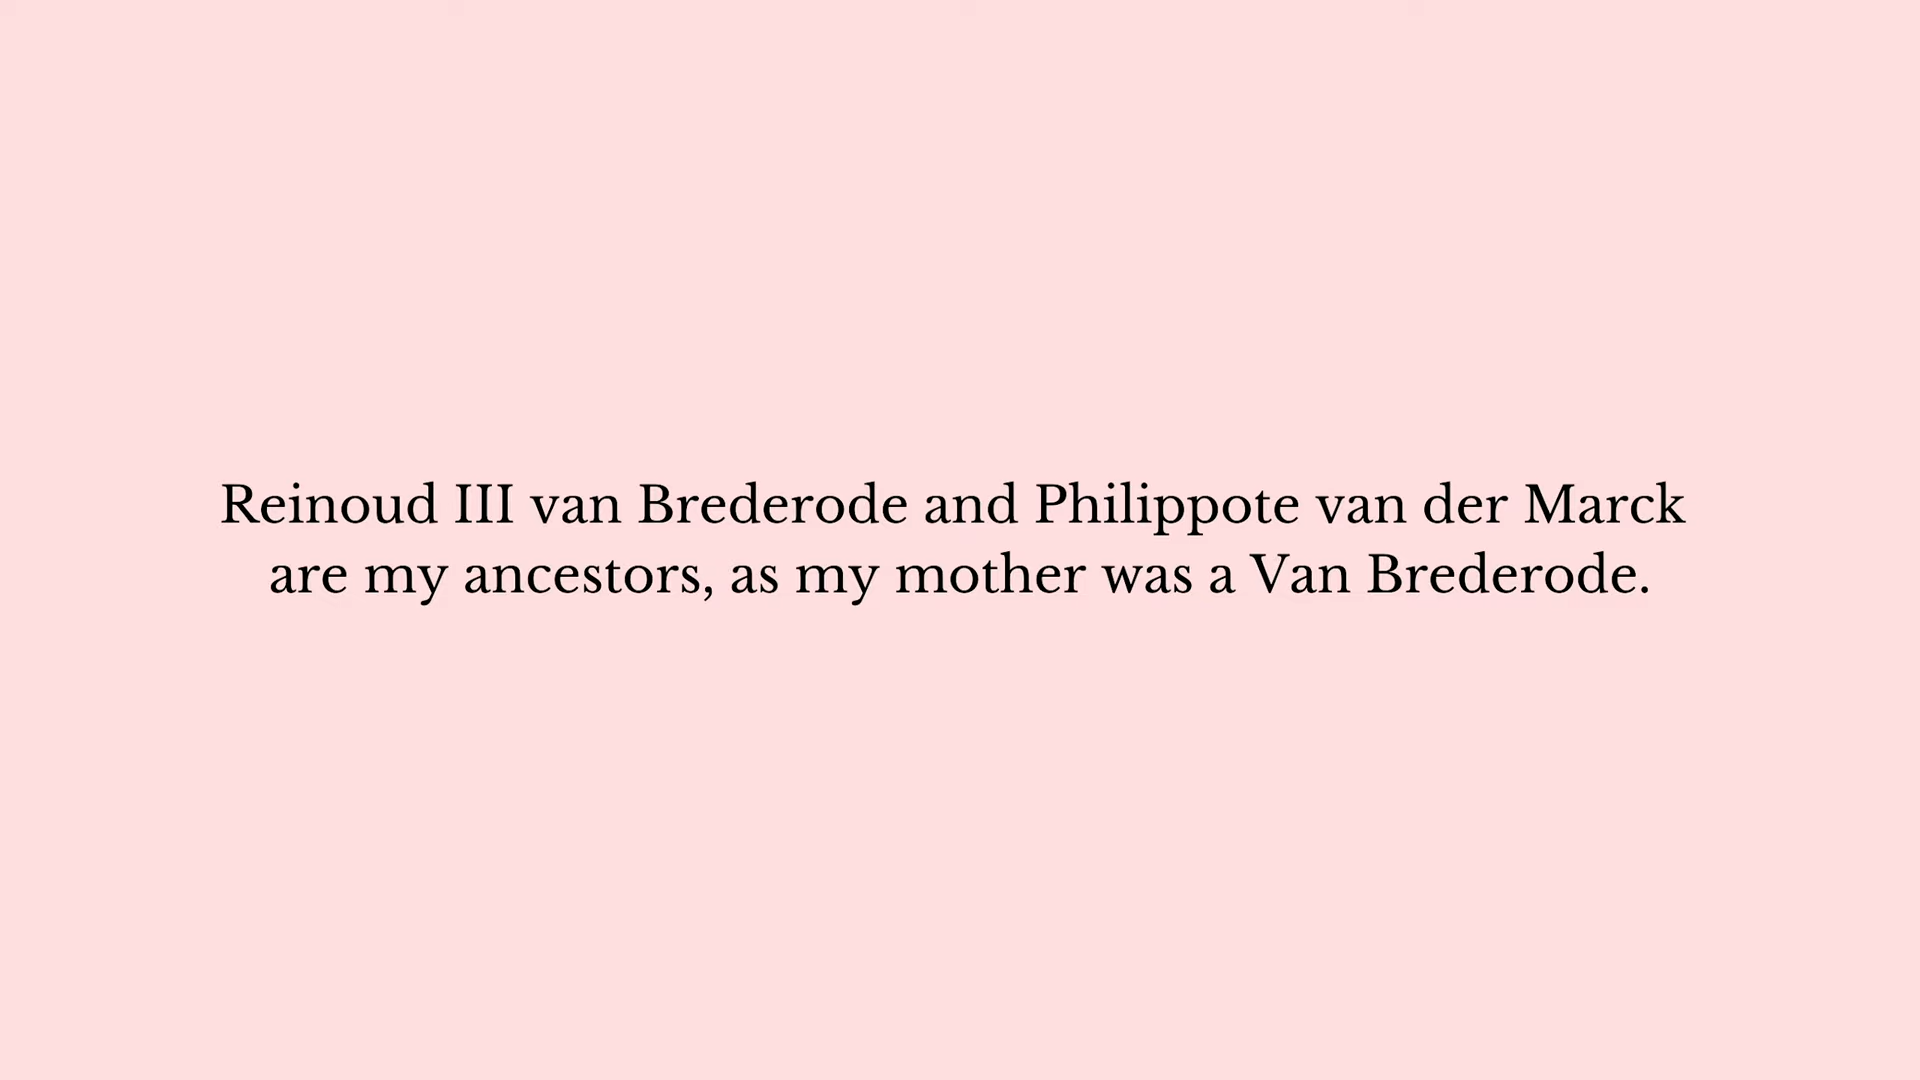 Reinoud III van Brederode and Philippote van der Marck
are my ancestors, as my mother was a Van Brederode.